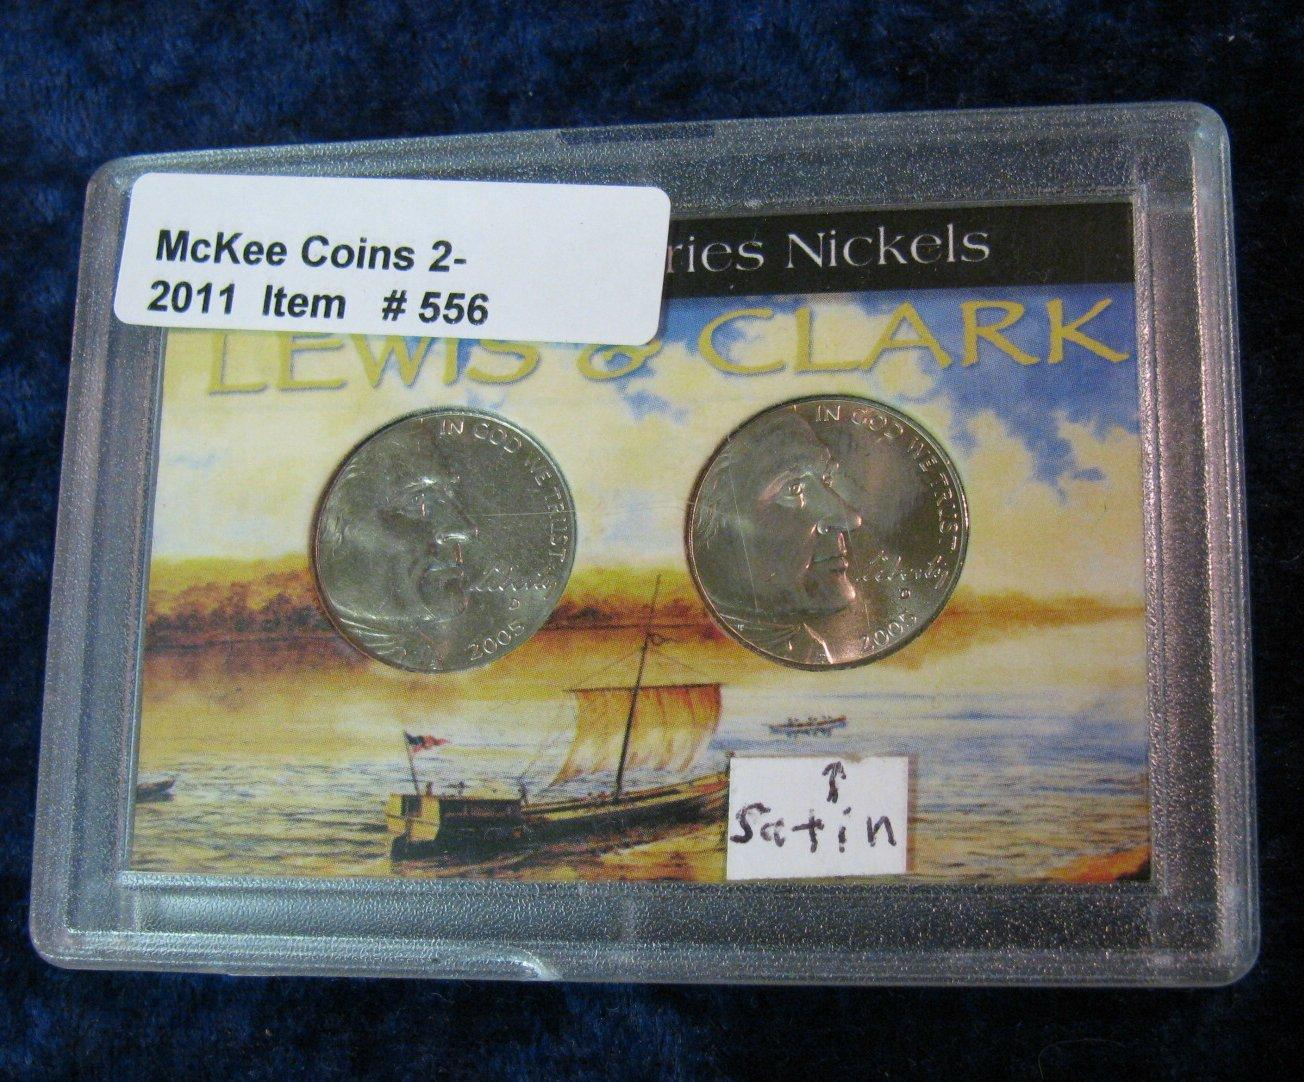 McKee Coins 2-
2011 Item # 556
ries Nickels
LEWIS & CLARK
IN GOD WE TRUST
Liberty
D
2005
IN GOD WE TRUST
Liberty
D
2005
↑
Satin